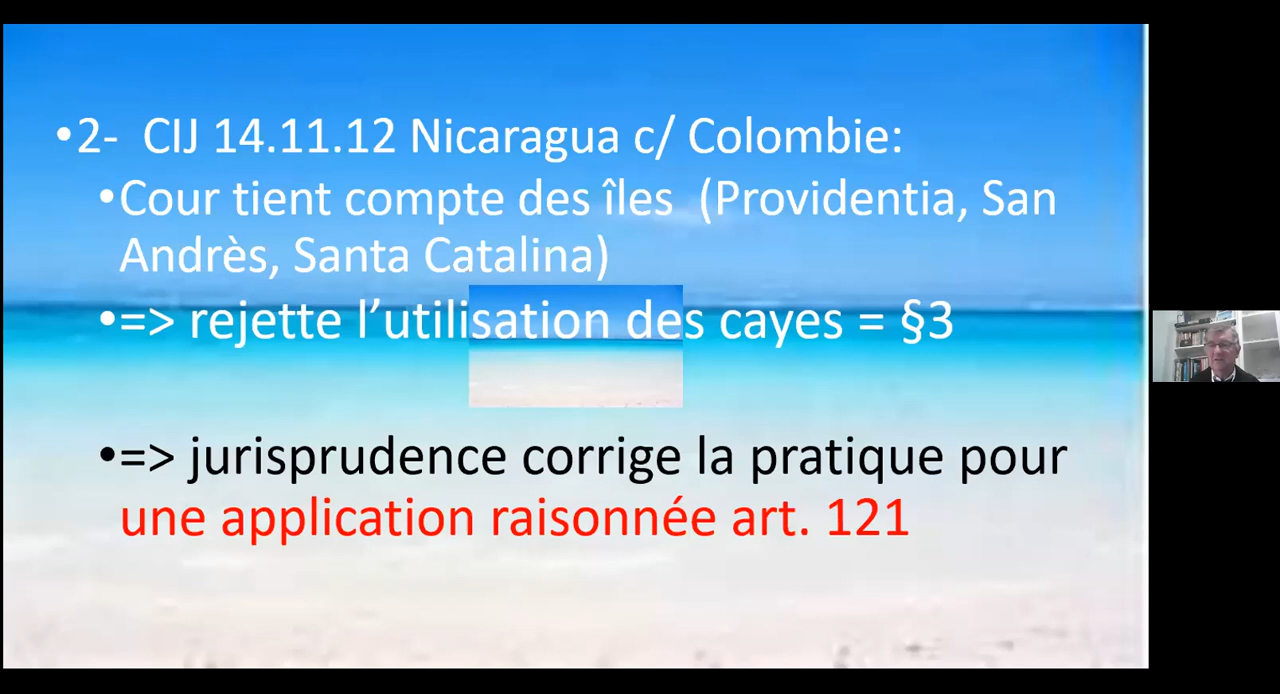 •2- CIJ 14.11.12 Nicaragua c/ Colombie:
•Cour tient compte des îles (Providentia, San
Andrès, Santa Catalina)
•=> rejette l’utilisation des cayes = §3
•=> jurisprudence corrige la pratique pour
une application raisonnée art. 121